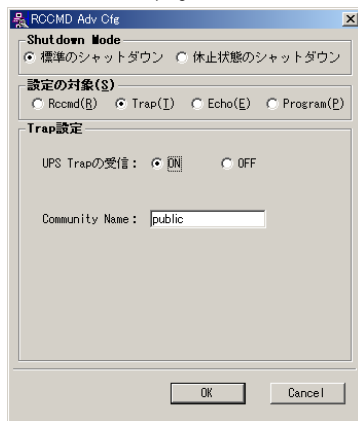 RCCMD Adv Cfg
Shutdown Mode
標準のシャットダウン 休止状態のシャットダウン
設定の対象(S)
Rccmd(R) Trap(T) Echo(E) Program(P)
Trap設定
UPS Trapの受信： ON OFF
Community Name： public
OK Cancel